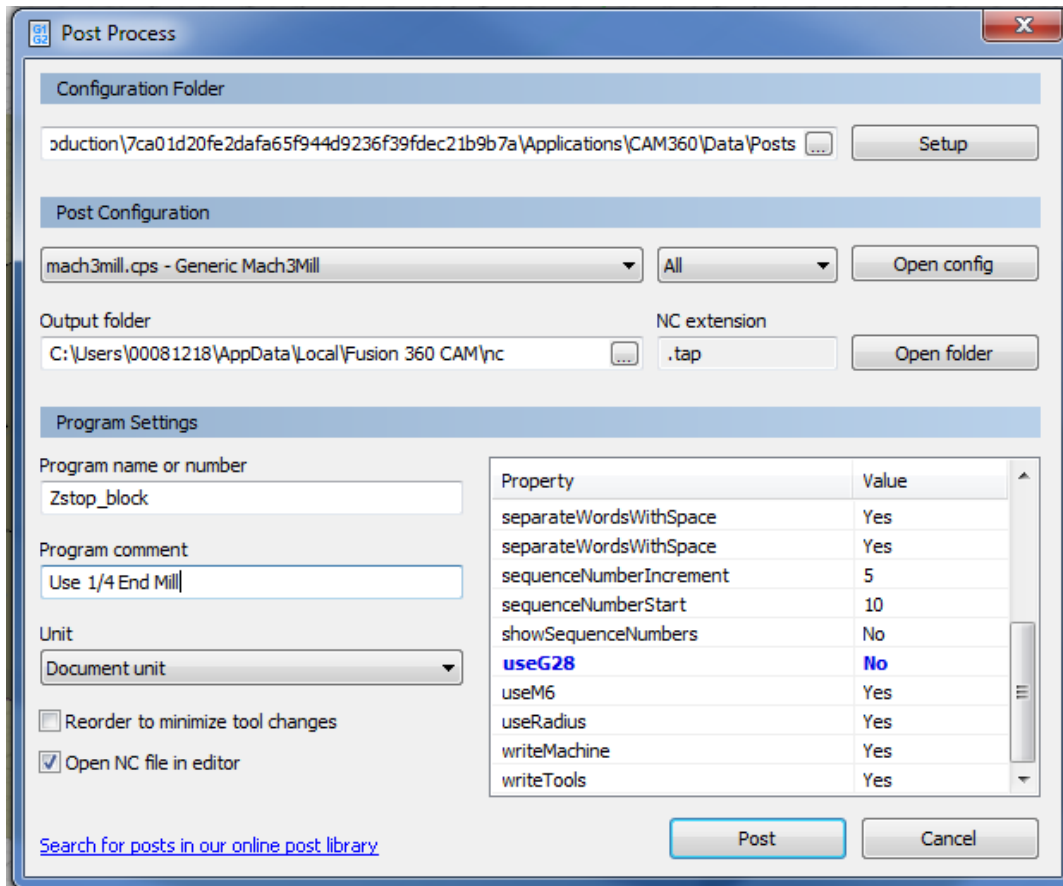 G1
G2
Post Process
Configuration Folder
oduction\7ca01d20fe2dafa65f944d9236f39fdec21b9b7a\Applications\CAM360\Data\Posts ... Setup
Post Configuration
mach3mill.cps - Generic Mach3Mill All Open config
Output folder NC extension
C:\Users\00081218\AppData\Local\Fusion 360 CAM\nc ... .tap Open folder
Program Settings
Program name or number
Zstop_block
Program comment
Use 1/4 End Mill
Unit
Document unit
Reorder to minimize tool changes
Open NC file in editor
Property Value
separateWordsWithSpace Yes
separateWordsWithSpace Yes
sequenceNumberIncrement 5
sequenceNumberStart 10
showSequenceNumbers No
useG28 No
useM6 Yes
useRadius Yes
writeMachine Yes
writeTools Yes
Search for posts in our online post library
Post Cancel